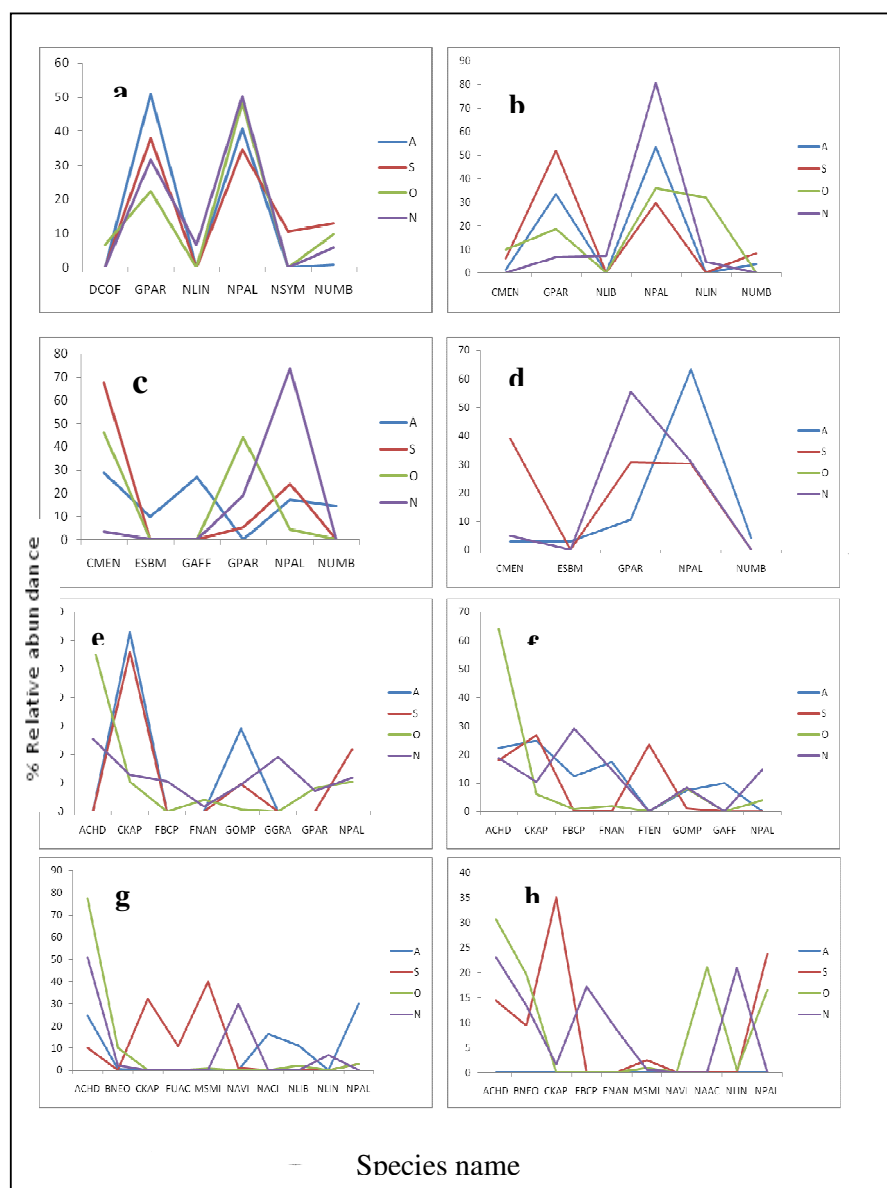 a
60
50
40
30
20
10
0
DCOF GPAR NLIN NPAL NSYM NUMB
A
S
O
N
b
90
80
70
60
50
40
30
20
10
0
CMEN GPAR NLIB NPAL NLIN NUMB
A
S
O
N
c
80
70
60
50
40
30
20
10
0
CMEN ESBM GAFF GPAR NPAL NUMB
A
S
O
N
d
70
60
50
40
30
20
10
0
CMEN ESBM GPAR NPAL NUMB
A
S
O
N
% Relative abundance
e
ACHD CKAP FBCP FNAN GOMP GGRA GPAR NPAL
A
S
O
N
f
70
60
50
40
30
20
10
0
ACHD CKAP FBCP FNAN FTEN GOMP GAFF NPAL
A
S
O
N
g
90
80
70
60
50
40
30
20
10
0
ACHD BNEO CKAP FUAC MSMI NAVI NACI NLIB NLIN NPAL
A
S
O
N
h
40
35
30
25
20
15
10
5
0
ACHD BNEO CKAP FBCP FNAN MSMI NAVI NAAC NLIN NPAL
A
S
O
N
Species name